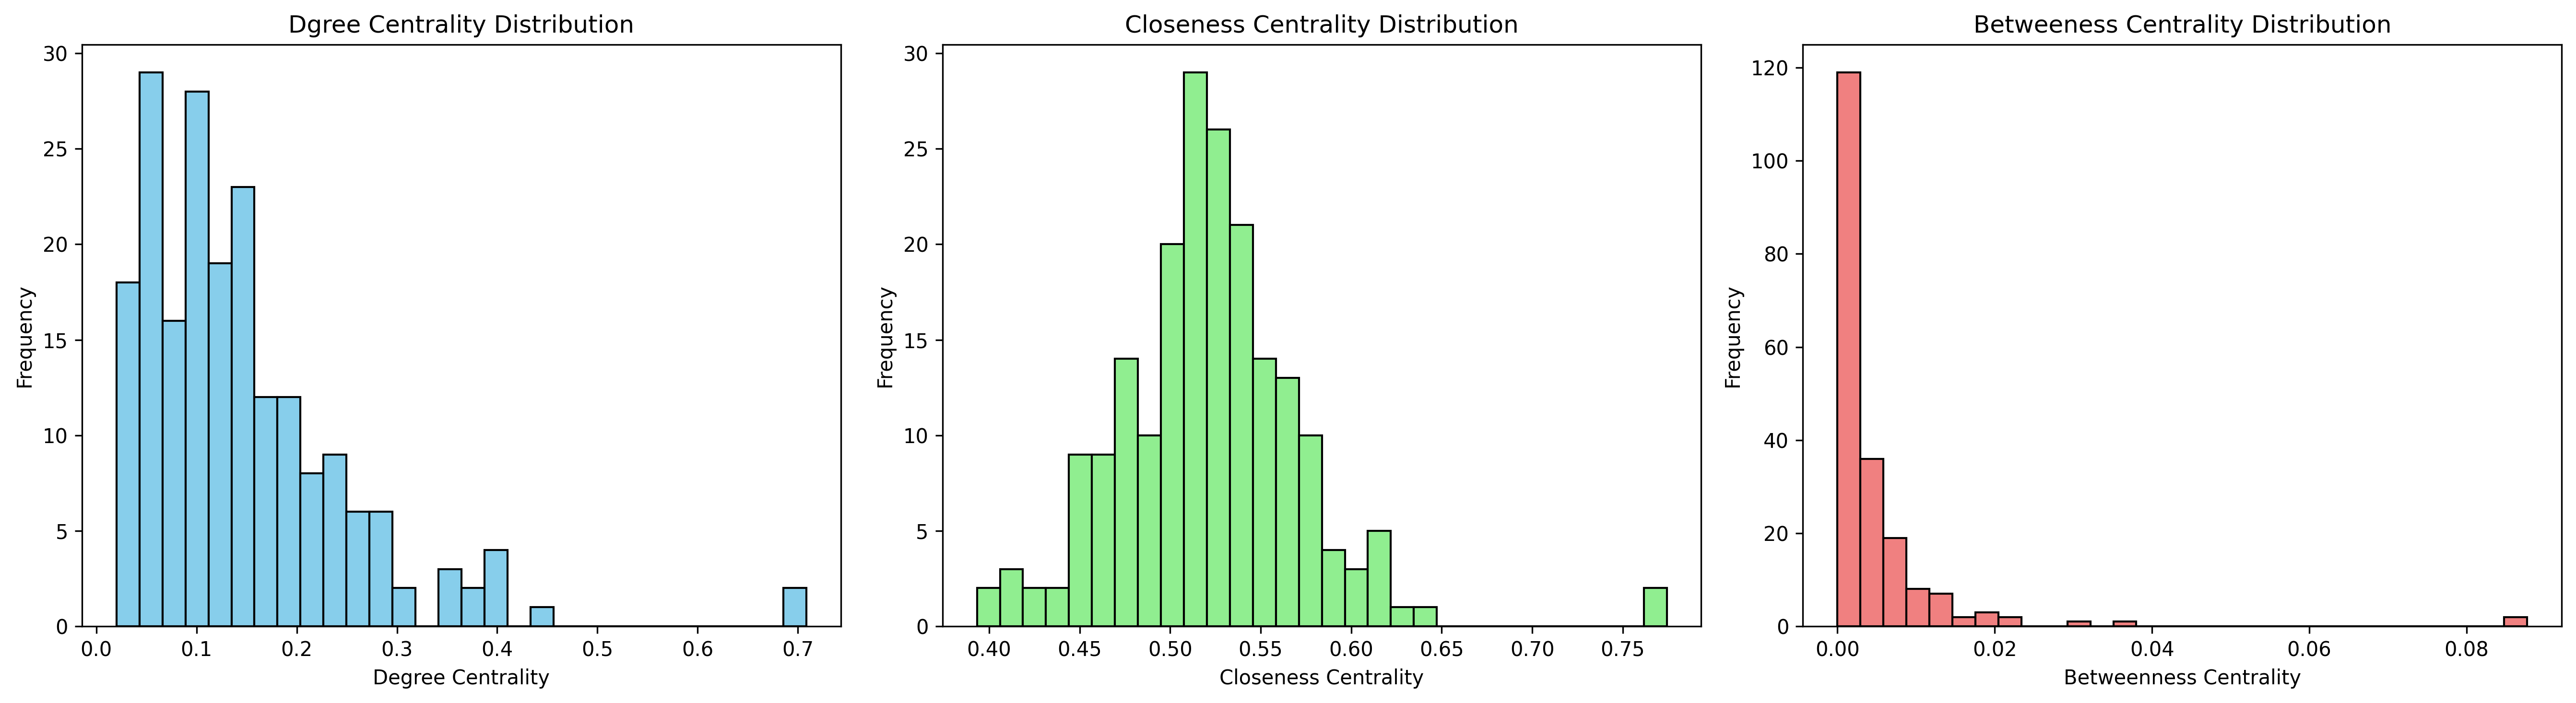 Dgree Centrality Distribution
30
25
20
15
10
5
0
Frequency
0.0 0.1 0.2 0.3 0.4 0.5 0.6 0.7
Degree Centrality
Closeness Centrality Distribution
30
25
20
15
10
5
0
Frequency
0.40 0.45 0.50 0.55 0.60 0.65 0.70 0.75
Closeness Centrality
Betweeness Centrality Distribution
120
100
80
60
40
20
0
Frequency
0.00 0.02 0.04 0.06 0.08
Betweenness Centrality